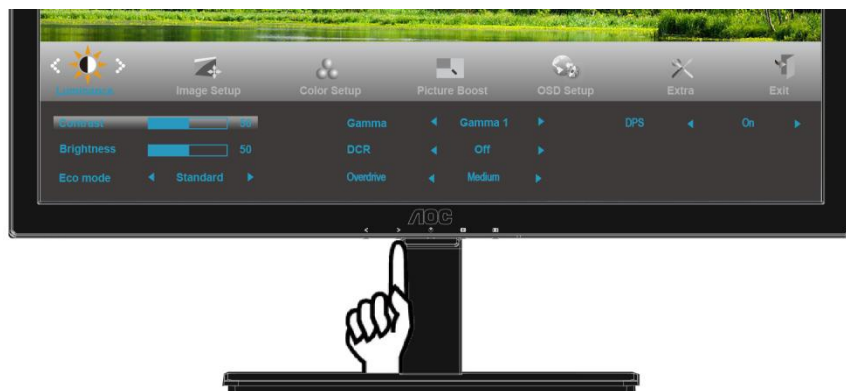 < >
Luminance Image Setup Color Setup Picture Boost OSD Setup Extra Exit
Contrast 50 Gamma Gamma 1 DPS On
Brightness 50 DCR Off
Eco mode Standard Overdrive Medium
AOC
< >